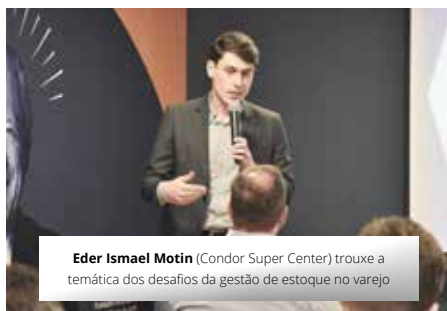 Eder Ismael Motin (Condor Super Center) trouxe a
temática dos desafios da gestão de estoque no varejo